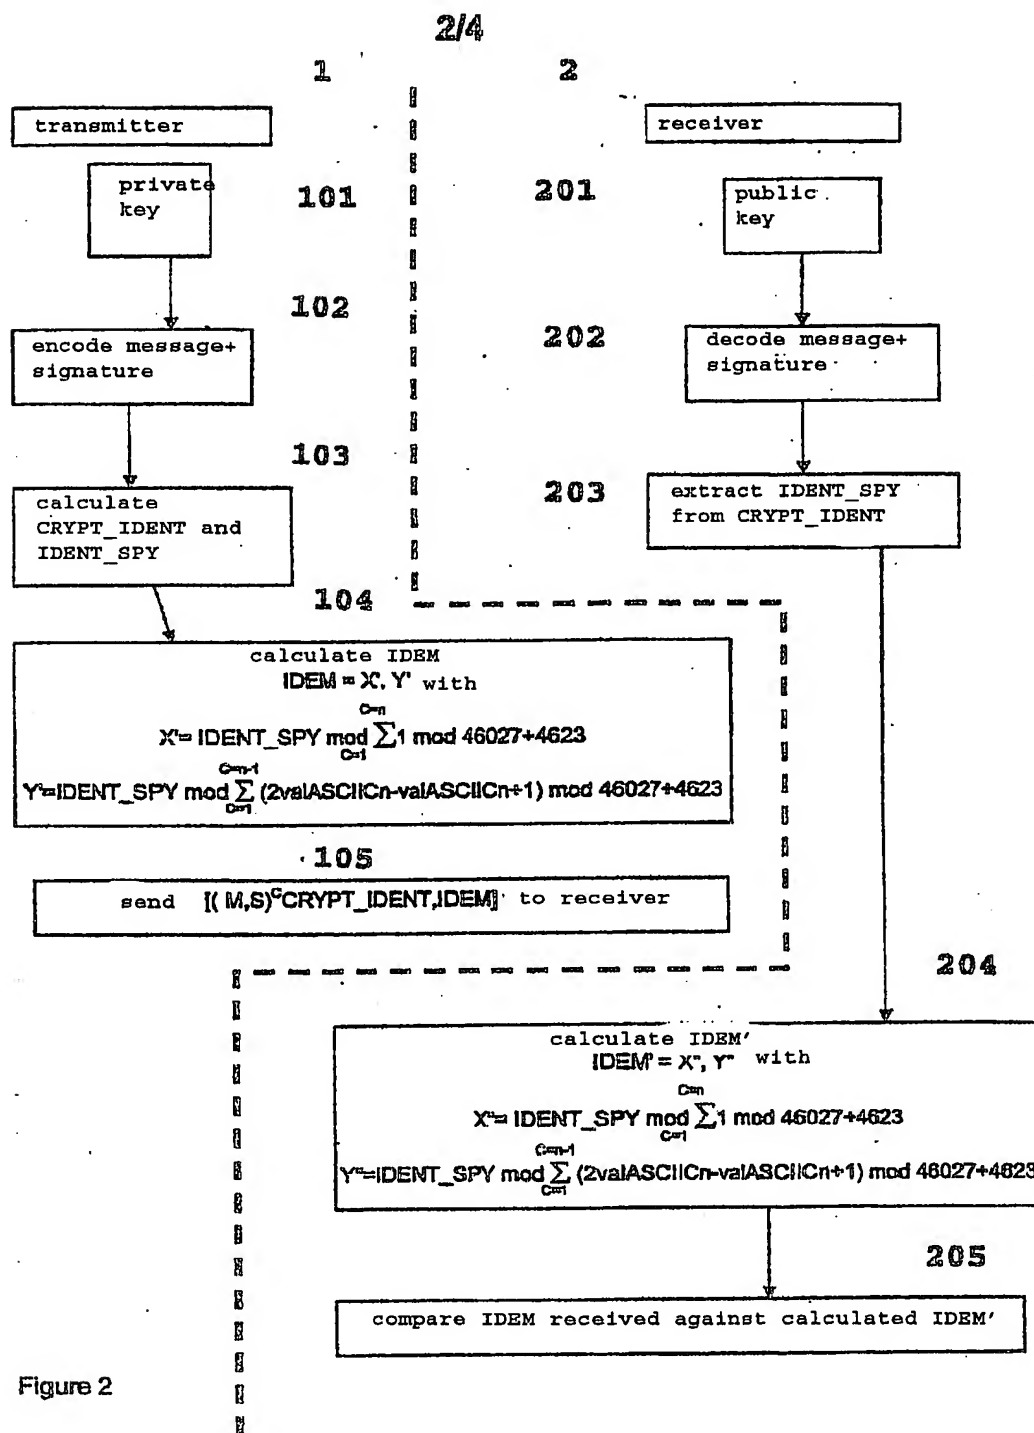 2/4
1
2
transmitter
receiver
private
key
101
201
public
key
102
encode message+
signature
202
decode message+
signature
103
calculate
CRYPT_IDENT and
IDENT_SPY
203
extract IDENT_SPY
from CRYPT_IDENT
104
calculate IDEM
IDEM = X', Y' with
C=n
X'= IDENT_SPY mod ∑1 mod 46027+4623
C=1
C=n-1
Y'=IDENT_SPY mod ∑ (2valASCIICn-valASCIICn+1) mod 46027+4623
C=1
105
send [( M,S)ᶜCRYPT_IDENT,IDEM] to receiver
204
calculate IDEM'
IDEM' = X", Y" with
C=n
X"= IDENT_SPY mod ∑1 mod 46027+4623
C=1
C=n-1
Y"=IDENT_SPY mod ∑ (2valASCIICn-valASCIICn+1) mod 46027+4623
C=1
205
compare IDEM received against calculated IDEM'
Figure 2